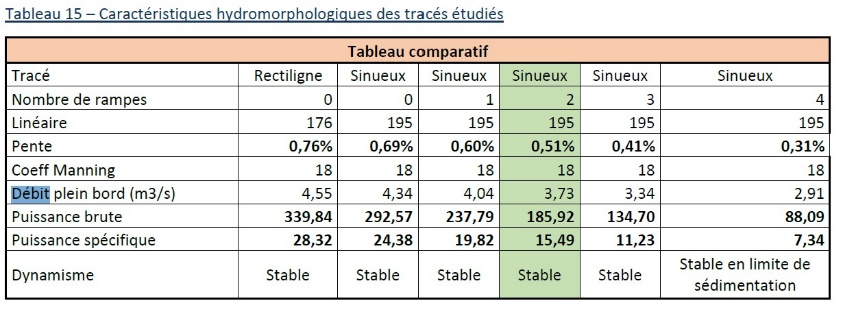 Tableau 15 – Caractéristiques hydromorphologiques des tracés étudiés
Tableau comparatif
Tracé Rectiligne Sinueux Sinueux Sinueux Sinueux Sinueux
Nombre de rampes 0 0 1 2 3 4
Linéaire 176 195 195 195 195 195
Pente 0,76% 0,69% 0,60% 0,51% 0,41% 0,31%
Coeff Manning 18 18 18 18 18 18
Débit plein bord (m3/s) 4,55 4,34 4,04 3,73 3,34 2,91
Puissance brute 339,84 292,57 237,79 185,92 134,70 88,09
Puissance spécifique 28,32 24,38 19,82 15,49 11,23 7,34
Dynamisme Stable Stable Stable Stable Stable Stable en limite de
sédimentation